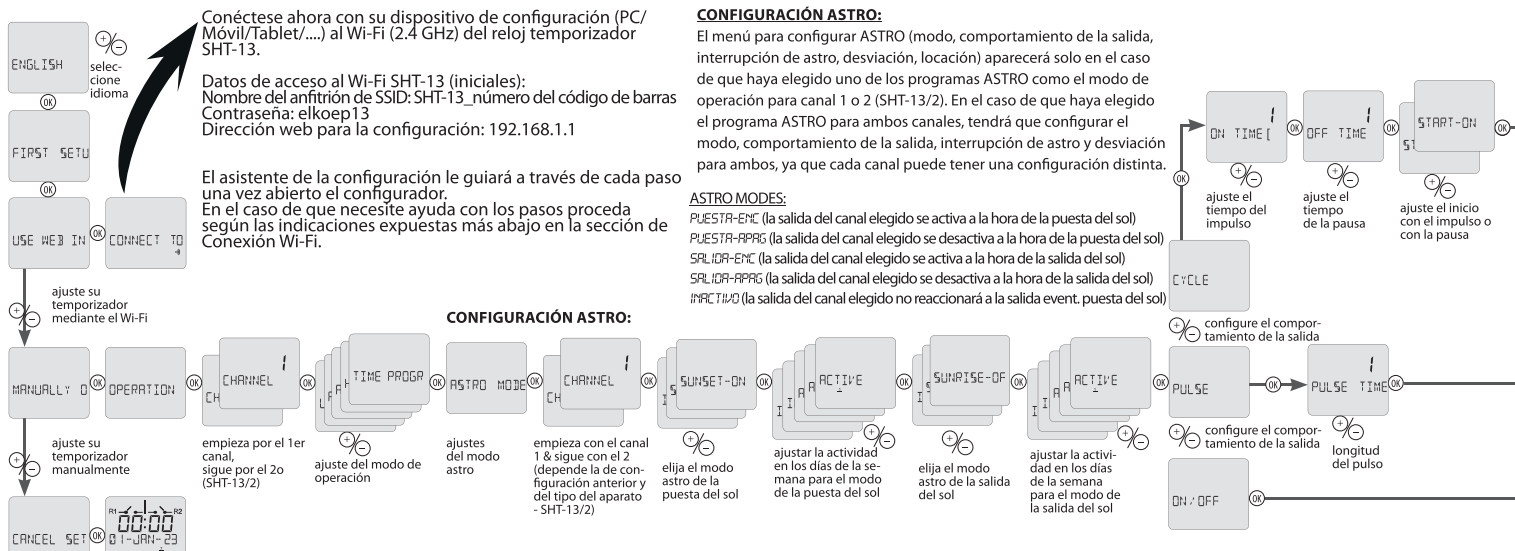 ENGLISH
+/−
selec-
cione
idioma
OK
FIRST SETU
OK
USE WEB IN
OK
CONNECT TO
ajuste su
temporizador
mediante el Wi-Fi
+/−
Conéctese ahora con su dispositivo de configuración (PC/
Móvil/Tablet/....) al Wi-Fi (2.4 GHz) del reloj temporizador
SHT-13.
Datos de acceso al Wi-Fi SHT-13 (iniciales):
Nombre del anfitrión de SSID: SHT-13_número del código de barras
Contraseña: elkoep13
Dirección web para la configuración: 192.168.1.1
El asistente de la configuración le guiará a través de cada paso
una vez abierto el configurador.
En el caso de que necesite ayuda con los pasos proceda
según las indicaciones expuestas más abajo en la sección de
Conexión Wi-Fi.
CONFIGURACIÓN ASTRO:
El menú para configurar ASTRO (modo, comportamiento de la salida,
interrupción de astro, desviación, locación) aparecerá solo en el caso
de que haya elegido uno de los programas ASTRO como el modo de
operación para canal 1 o 2 (SHT-13/2). En el caso de que haya elegido
el programa ASTRO para ambos canales, tendrá que configurar el
modo, comportamiento de la salida, interrupción de astro y desviación
para ambos, ya que cada canal puede tener una configuración distinta.
ASTRO MODES:
PUESTA-ENC (la salida del canal elegido se activa a la hora de la puesta del sol)
PUESTA-APAG (la salida del canal elegido se desactiva a la hora de la puesta del sol)
SALIDA-ENC (la salida del canal elegido se activa a la hora de la salida del sol)
SALIDA-APAG (la salida del canal elegido se desactiva a la hora de la salida del sol)
INACTIVO (la salida del canal elegido no reaccionará a la salida event. puesta del sol)
1
ON TIME[
OK
1
OFF TIME
OK
START-ON
ST
OK
+/−
ajuste el
tiempo del
impulso
+/−
ajuste el
tiempo
de la pausa
+/−
ajuste el inicio
con el impulso o
con la pausa
OK
CYCLE
+/−
configure el compor-
tamiento de la salida
CONFIGURACIÓN ASTRO:
MANUALLY O
OK
OPERATION
OK
1
CHANNEL
CH
OK
TIME PROGR
OK
ASTRO MODE
OK
1
CHANNEL
CH
OK
SUNSET-ON
OK
ACTIVE
OK
SUNRISE-OF
OK
ACTIVE
OK
PULSE
OK
1
PULSE TIME
OK
ajuste su
temporizador
manualmente
+/−
empieza por el 1er
canal,
sigue por el 2o
(SHT-13/2)
+/−
ajuste del modo de
operación
ajustes
del modo
astro
empieza con el canal
1 & sigue con el 2
(depende la de con-
figuración anterior y
del tipo del aparato
- SHT-13/2)
+/−
elija el modo
astro de la
puesta del sol
+/−
ajustar la actividad
en los días de la se-
mana para el modo
de la puesta del sol
+/−
elija el modo
astro de la salida
del sol
+/−
ajustar la activi-
dad en los días
de la semana
para el modo de
la salida del sol
+/−
configure el compor-
tamiento de la salida
+/−
longitud
del pulso
ON/OFF
OK
CANCEL SET
OK
R1 R2
00:00
01-JAN-23